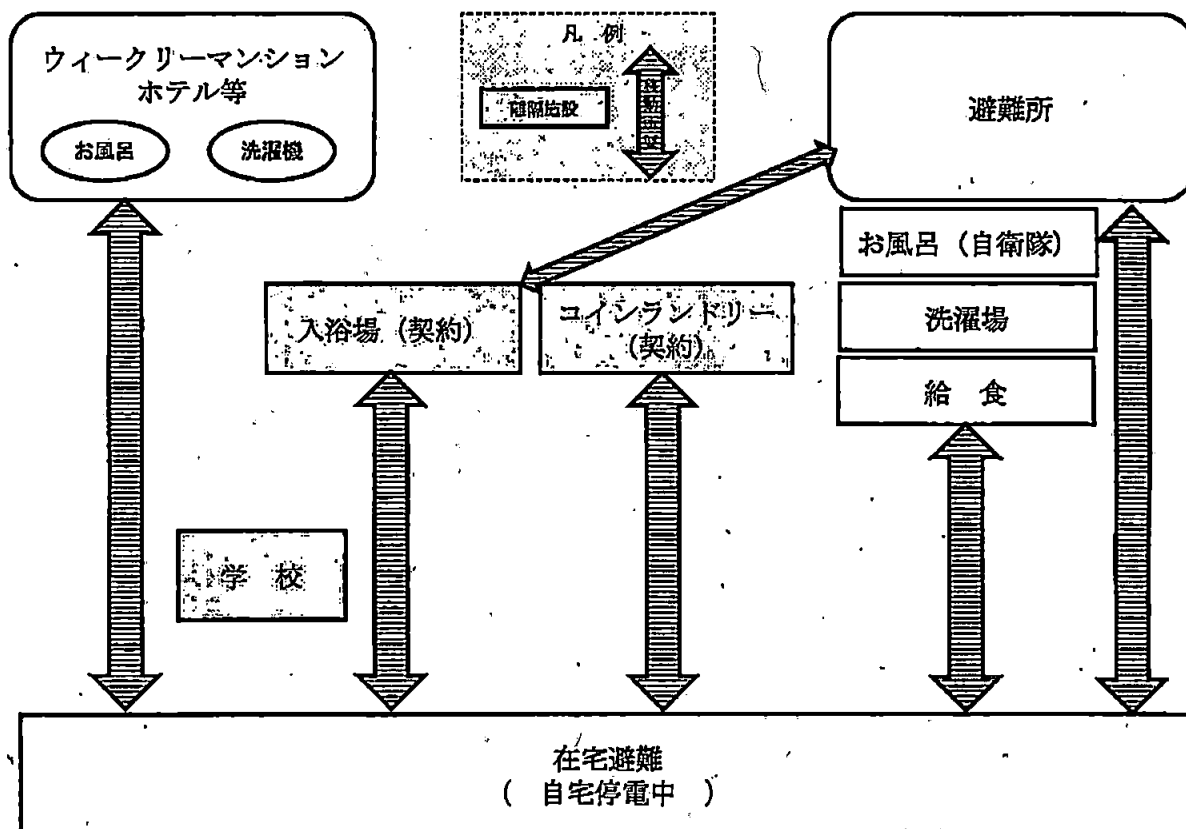 ウィークリーマンション
ホテル等
お風呂
洗濯機
凡 例
避難所
お風呂（自衛隊）
洗濯場
給 食
入浴場（契約）
コインランドリー
（契約）
学 校
在宅避難
（ 自宅停電中 ）